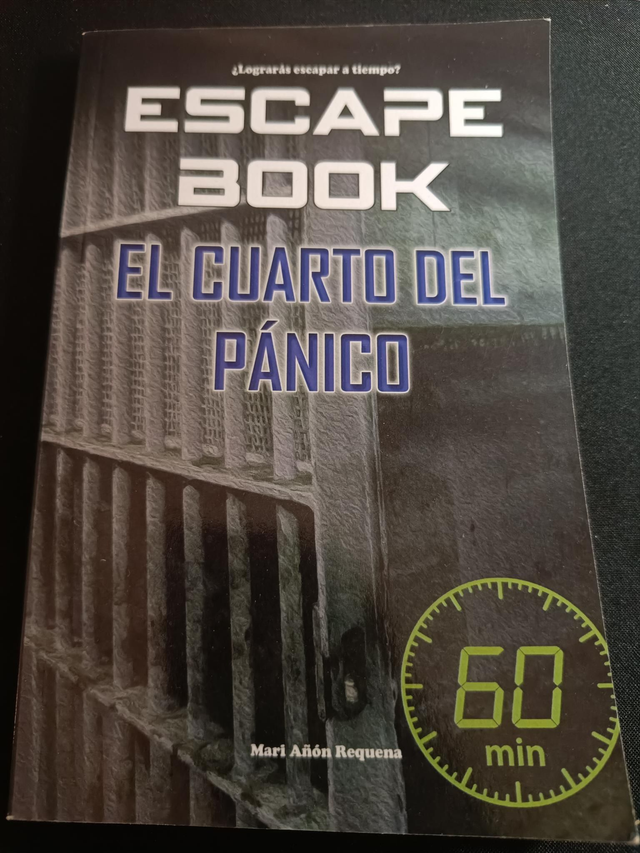 ¿Lograrás escapar a tiempo?
ESCAPE
BOOK
EL CUARTO DEL
PÁNICO
60
min
Mari Añón Requena